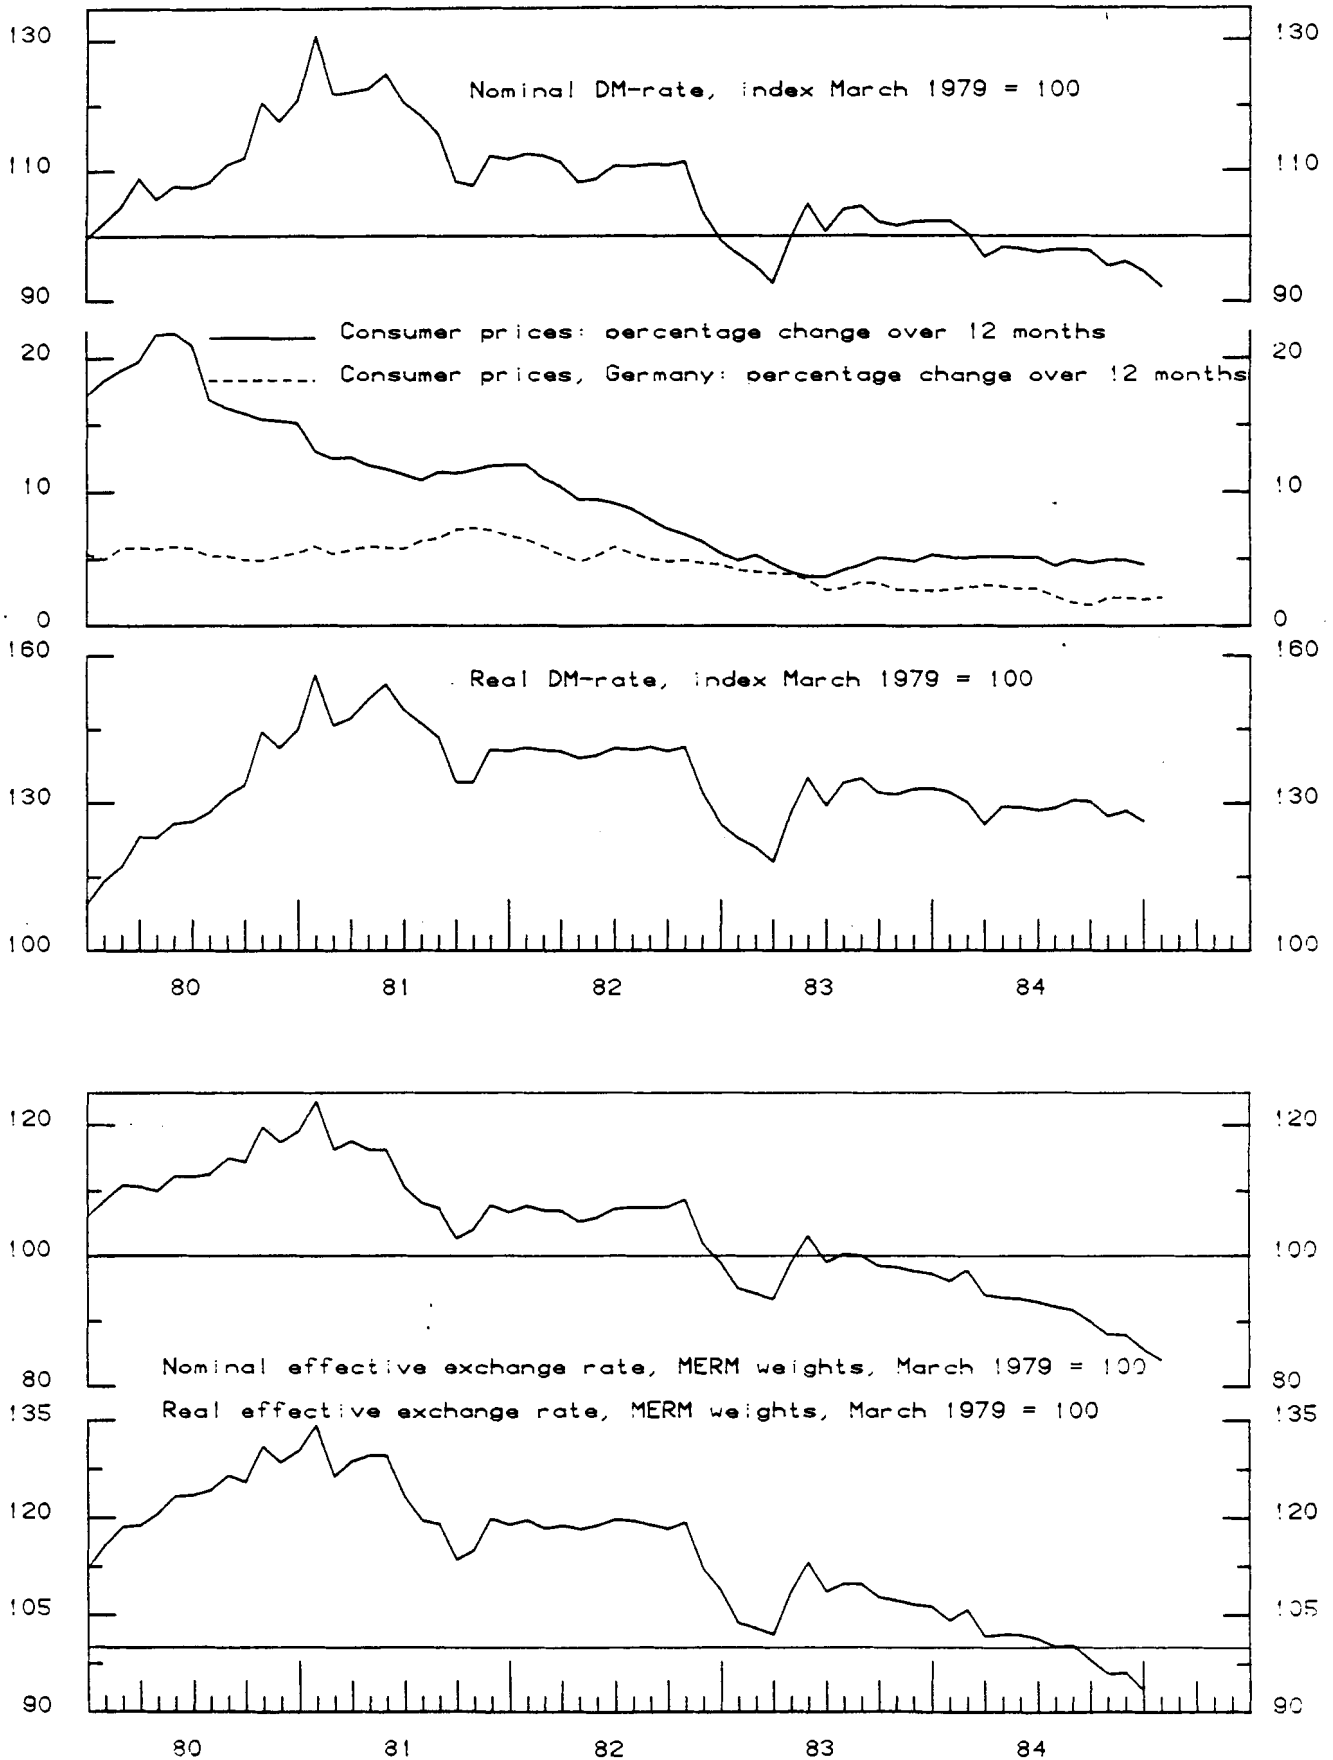 130 130
Nominal DM-rate, index March 1979 = 100
110 110
90 90
Consumer prices: percentage change over 12 months
20 20
Consumer prices, Germany: percentage change over 12 months
10 10
0 0
160 160
Real DM-rate, index March 1979 = 100
130 130
100 100
80 81 82 83 84
120 120
100 100
Nominal effective exchange rate, MERM weights, March 1979 = 100
80 80
135 135
Real effective exchange rate, MERM weights, March 1979 = 100
120 120
105 105
90 90
80 81 82 83 84